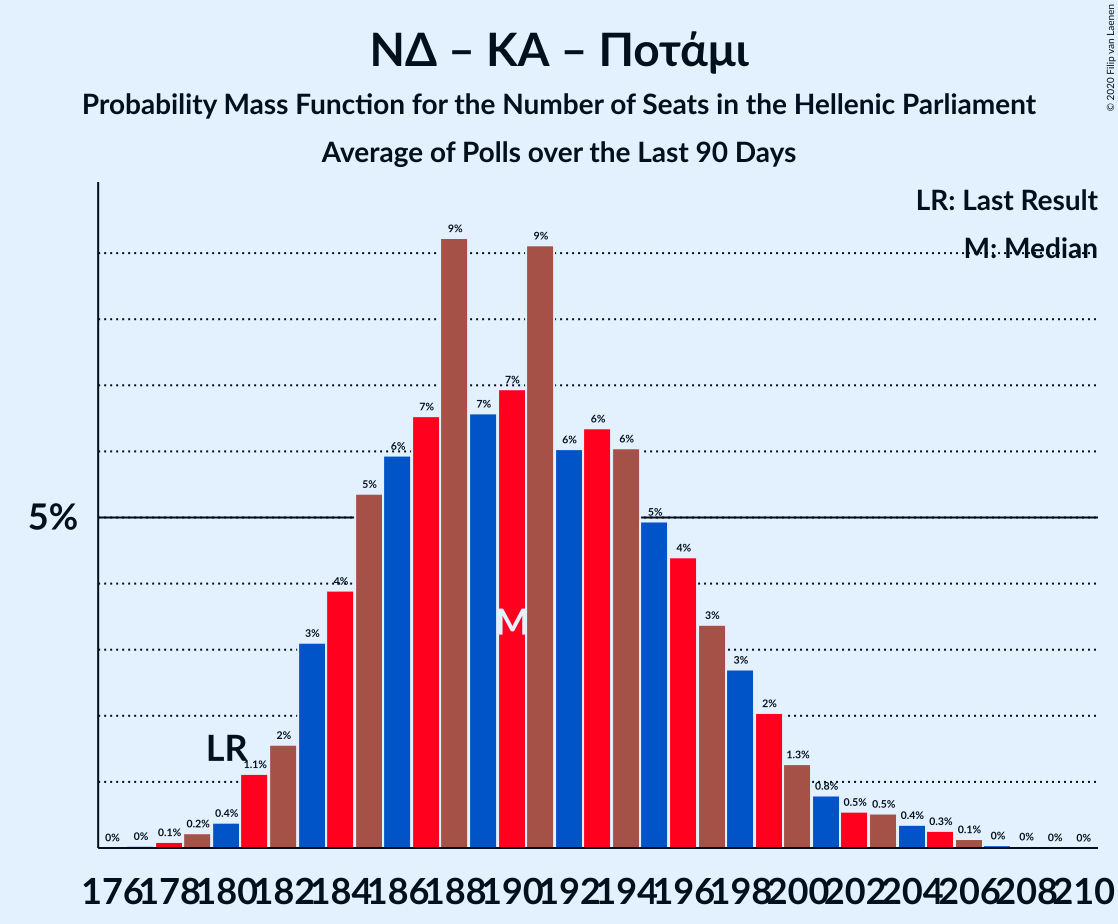 ΝΔ – ΚΑ – Ποτάμι
Probability Mass Function for the Number of Seats in the Hellenic Parliament
Average of Polls over the Last 90 Days
© 2020 Filip van Laenen
LR: Last Result
M: Median
5%
0% 0% 0.1% 0.2% 0.4% 1.1% 2% 3% 4% 5% 6% 7% 9% 7% 7% 9% 6% 6% 6% 5% 4% 3% 3% 2% 1.3% 0.8% 0.5% 0.5% 0.4% 0.3% 0.1% 0% 0% 0% 0%
LR
M
176 178 180 182 184 186 188 190 192 194 196 198 200 202 204 206 208 210